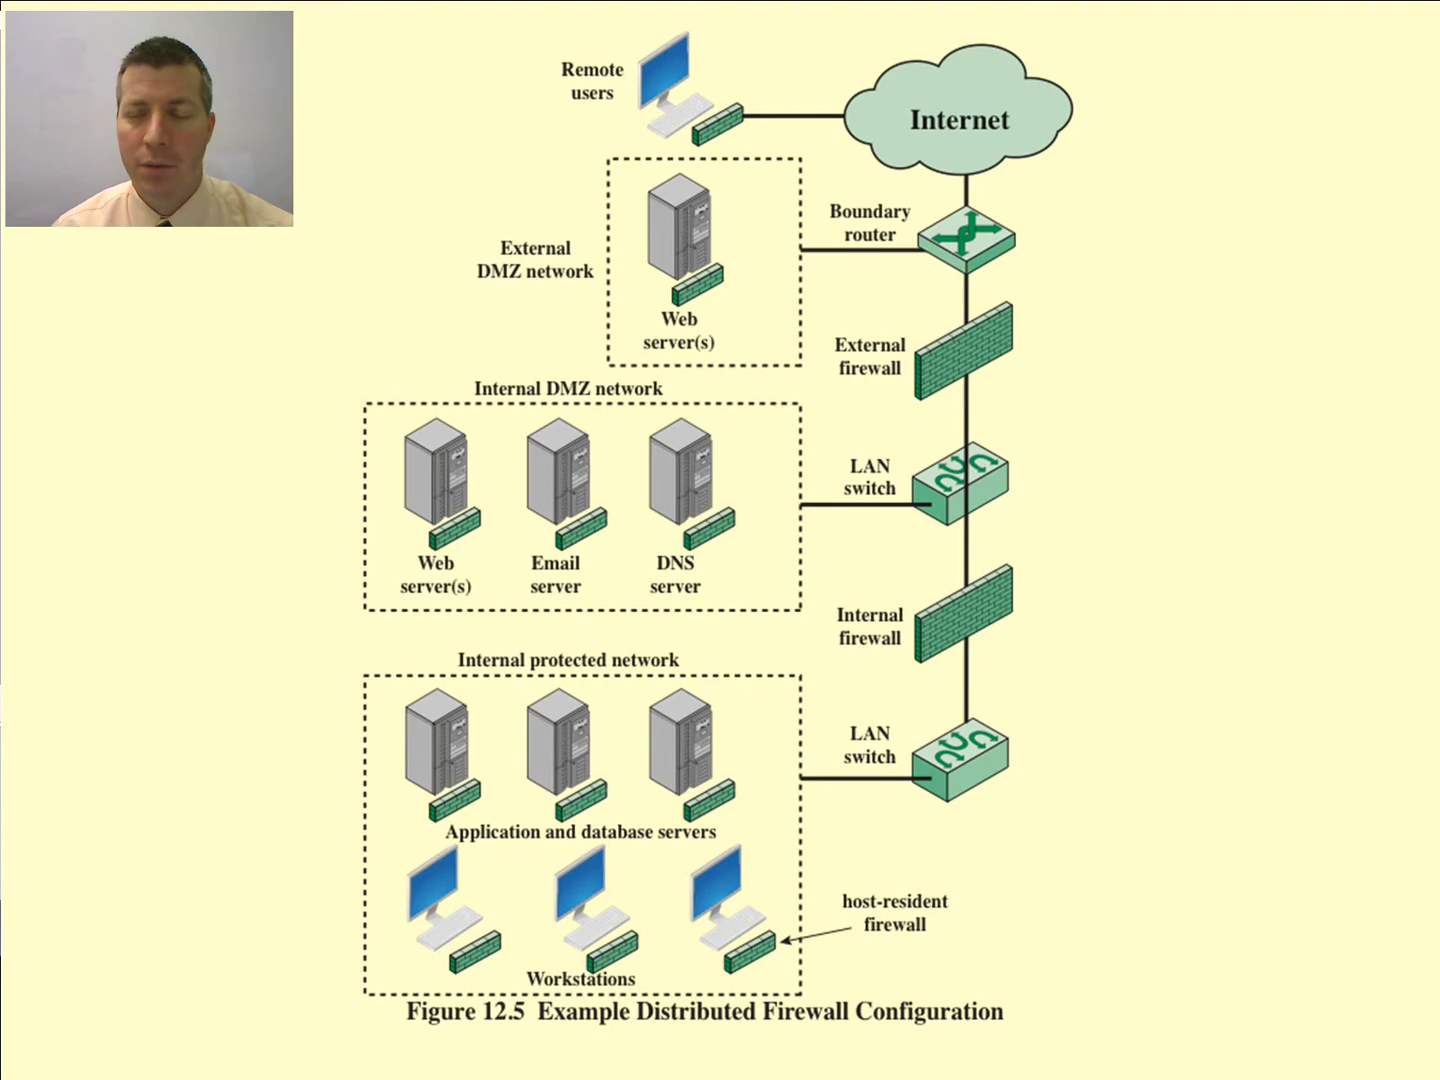 Remote
users
Internet
Boundary
router
External
DMZ network
Web
server(s)
External
firewall
Internal DMZ network
LAN
switch
Web
server(s)
Email
server
DNS
server
Internal
firewall
Internal protected network
LAN
switch
Application and database servers
host-resident
firewall
Workstations
Figure 12.5 Example Distributed Firewall Configuration